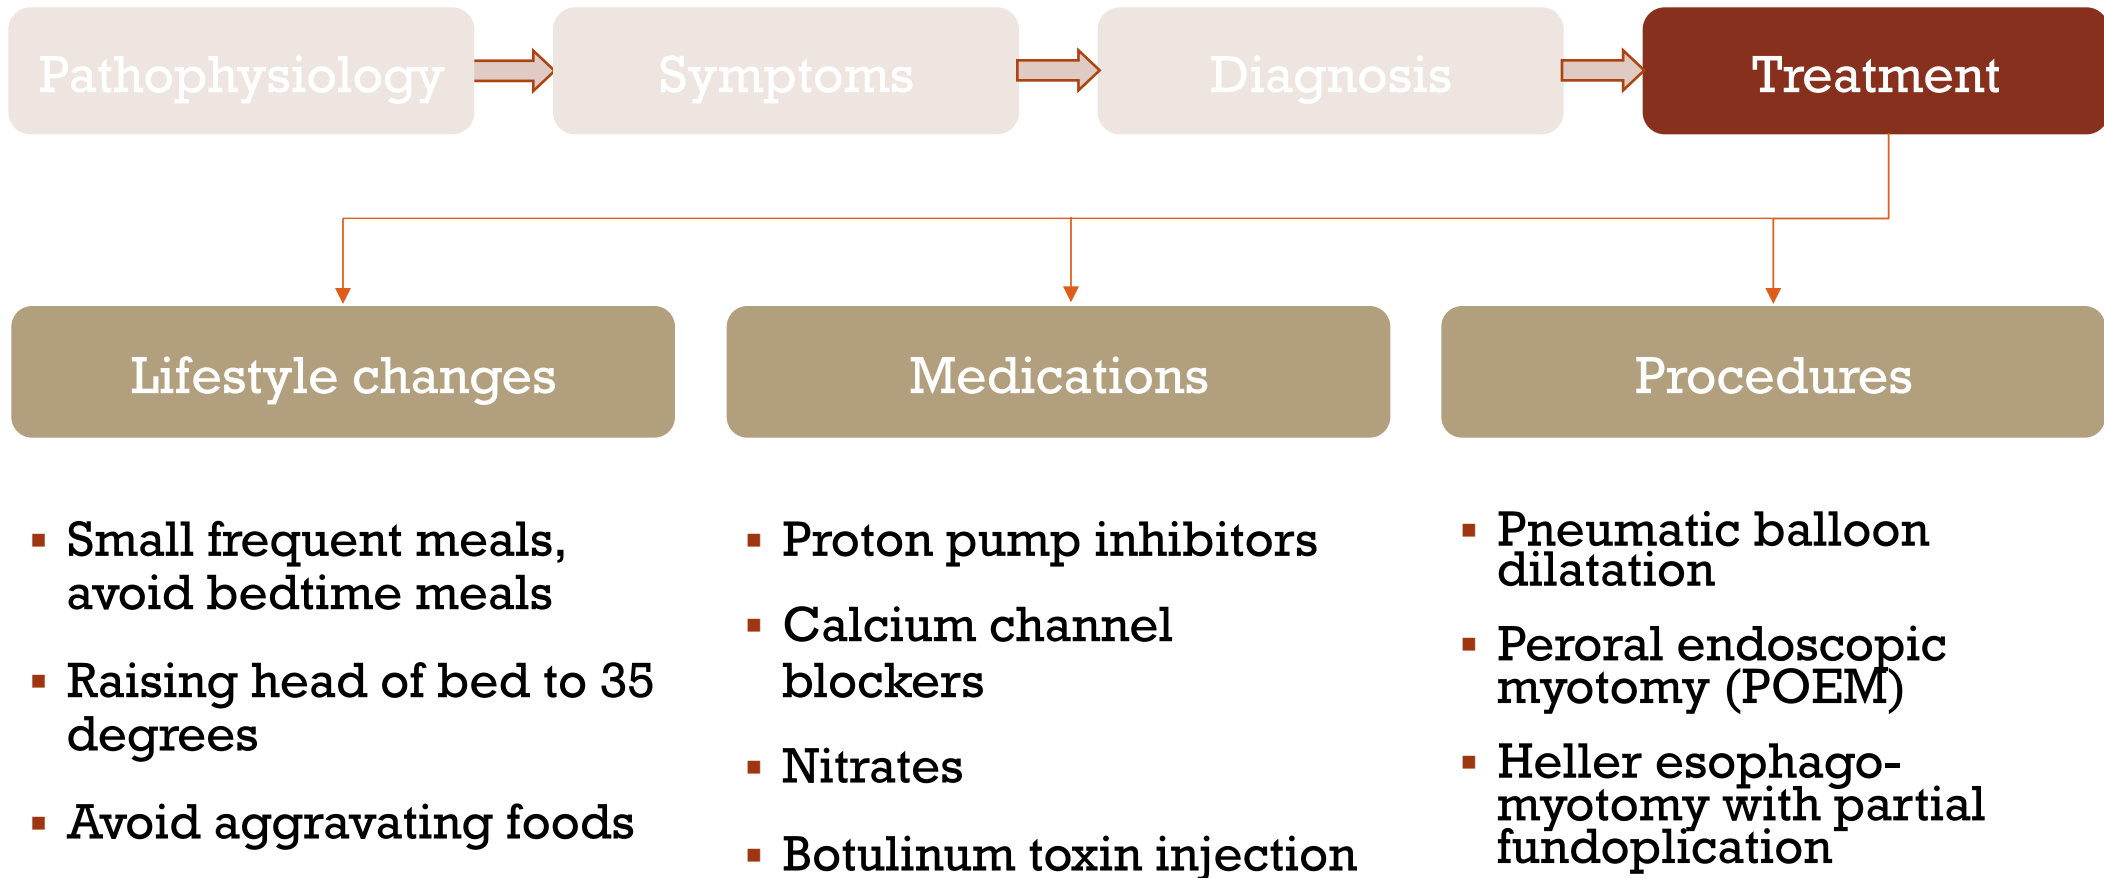 Pathophysiology
Symptoms
Diagnosis
Treatment
Lifestyle changes
Medications
Procedures
▪ Small frequent meals,
avoid bedtime meals
▪ Raising head of bed to 35
degrees
▪ Avoid aggravating foods
▪ Proton pump inhibitors
▪ Calcium channel
blockers
▪ Nitrates
▪ Botulinum toxin injection
▪ Pneumatic balloon
dilatation
▪ Peroral endoscopic
myotomy (POEM)
▪ Heller esophago-
myotomy with partial
fundoplication